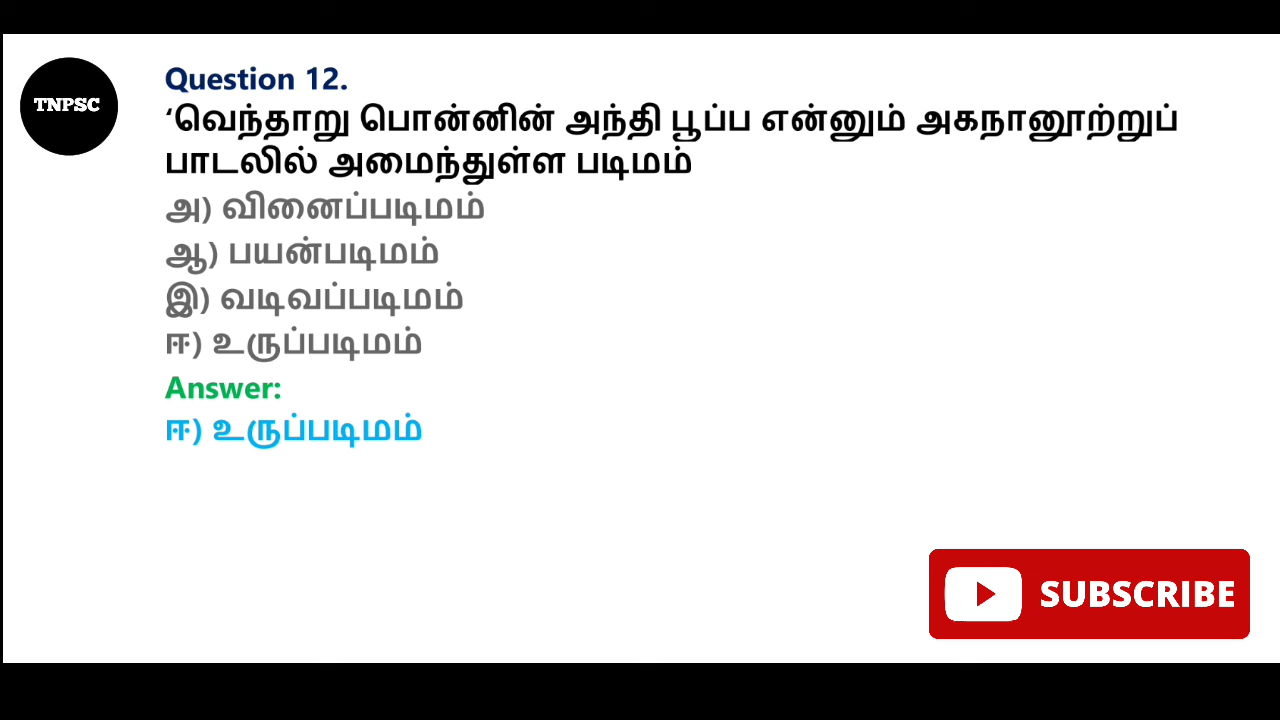 TNPSC
Question 12.
‘வெந்தாறு பொன்னின் அந்தி பூப்ப என்னும் அகநானூற்றுப்
பாடலில் அமைந்துள்ள படிமம்
அ) வினைப்படிமம்
ஆ) பயன்படிமம்
இ) வடிவப்படிமம்
ஈ) உருப்படிமம்
Answer:
ஈ) உருப்படிமம்
SUBSCRIBE